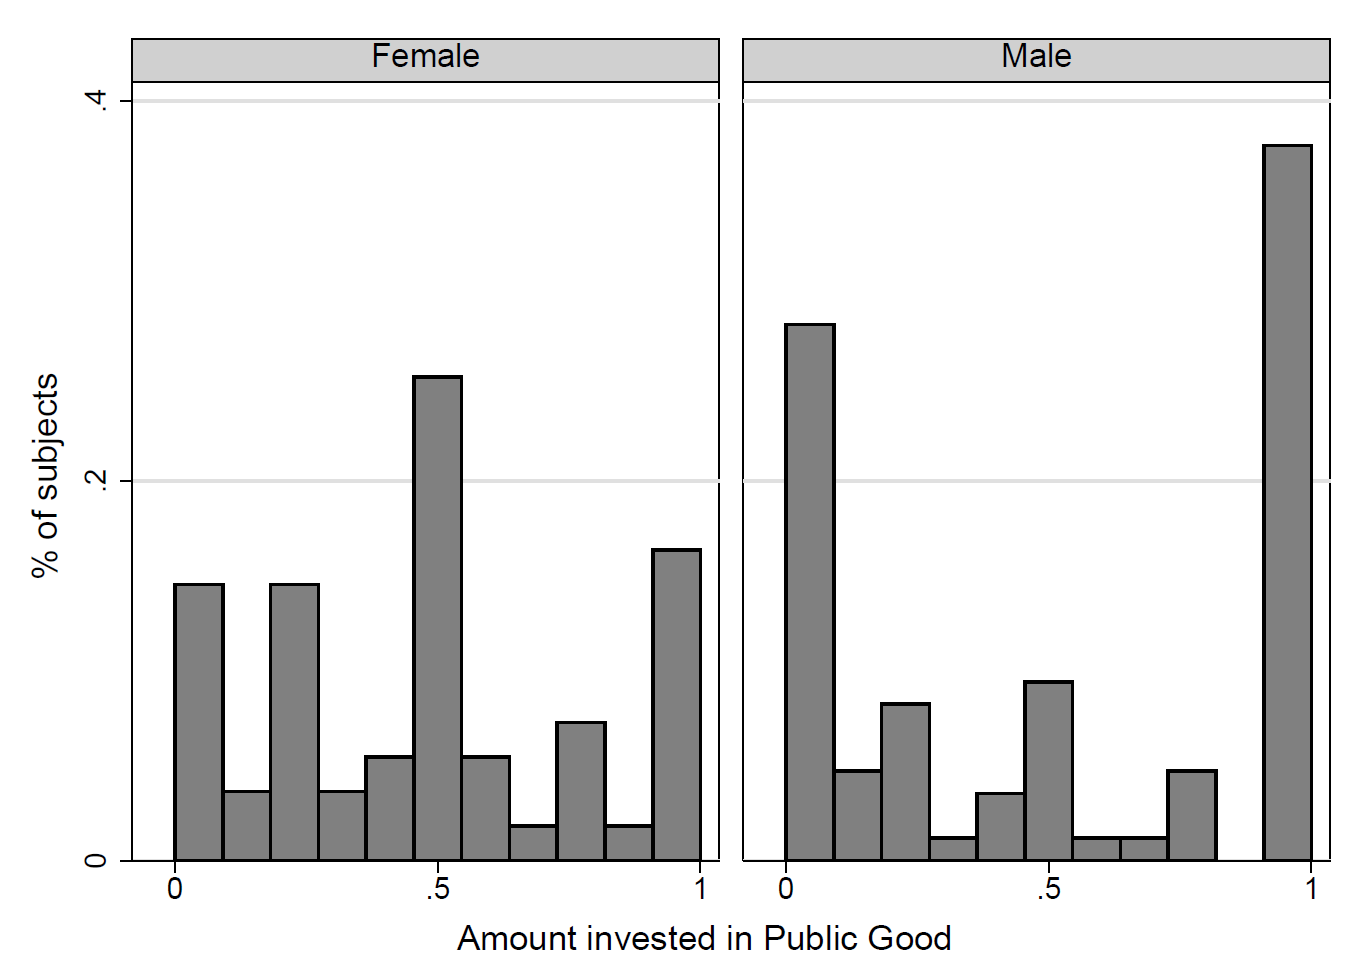 Female
Male
% of subjects
.4
.2
0
0
.5
1
0
.5
1
Amount invested in Public Good